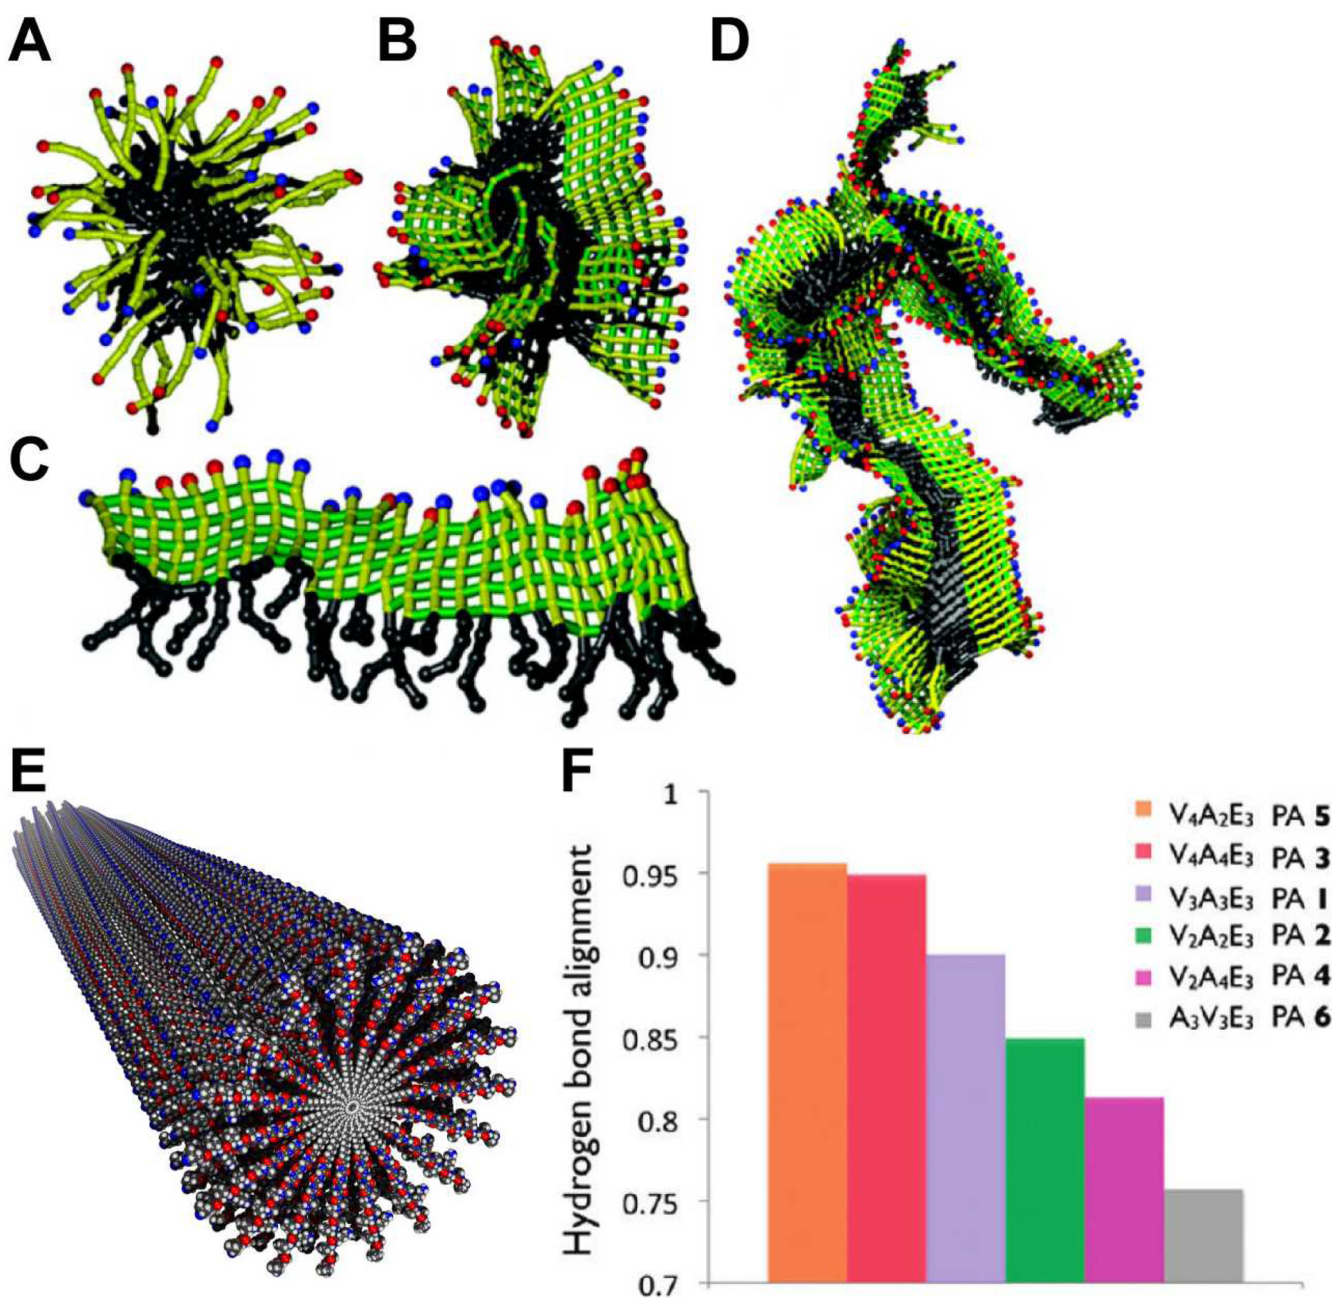 A
B
D
C
E
F
Hydrogen bond alignment
1
0.95
0.9
0.85
0.8
0.75
0.7
V₄A₂E₃ PA 5
V₄A₄E₃ PA 3
V₃A₃E₃ PA 1
V₂A₂E₃ PA 2
V₂A₄E₃ PA 4
A₃V₃E₃ PA 6